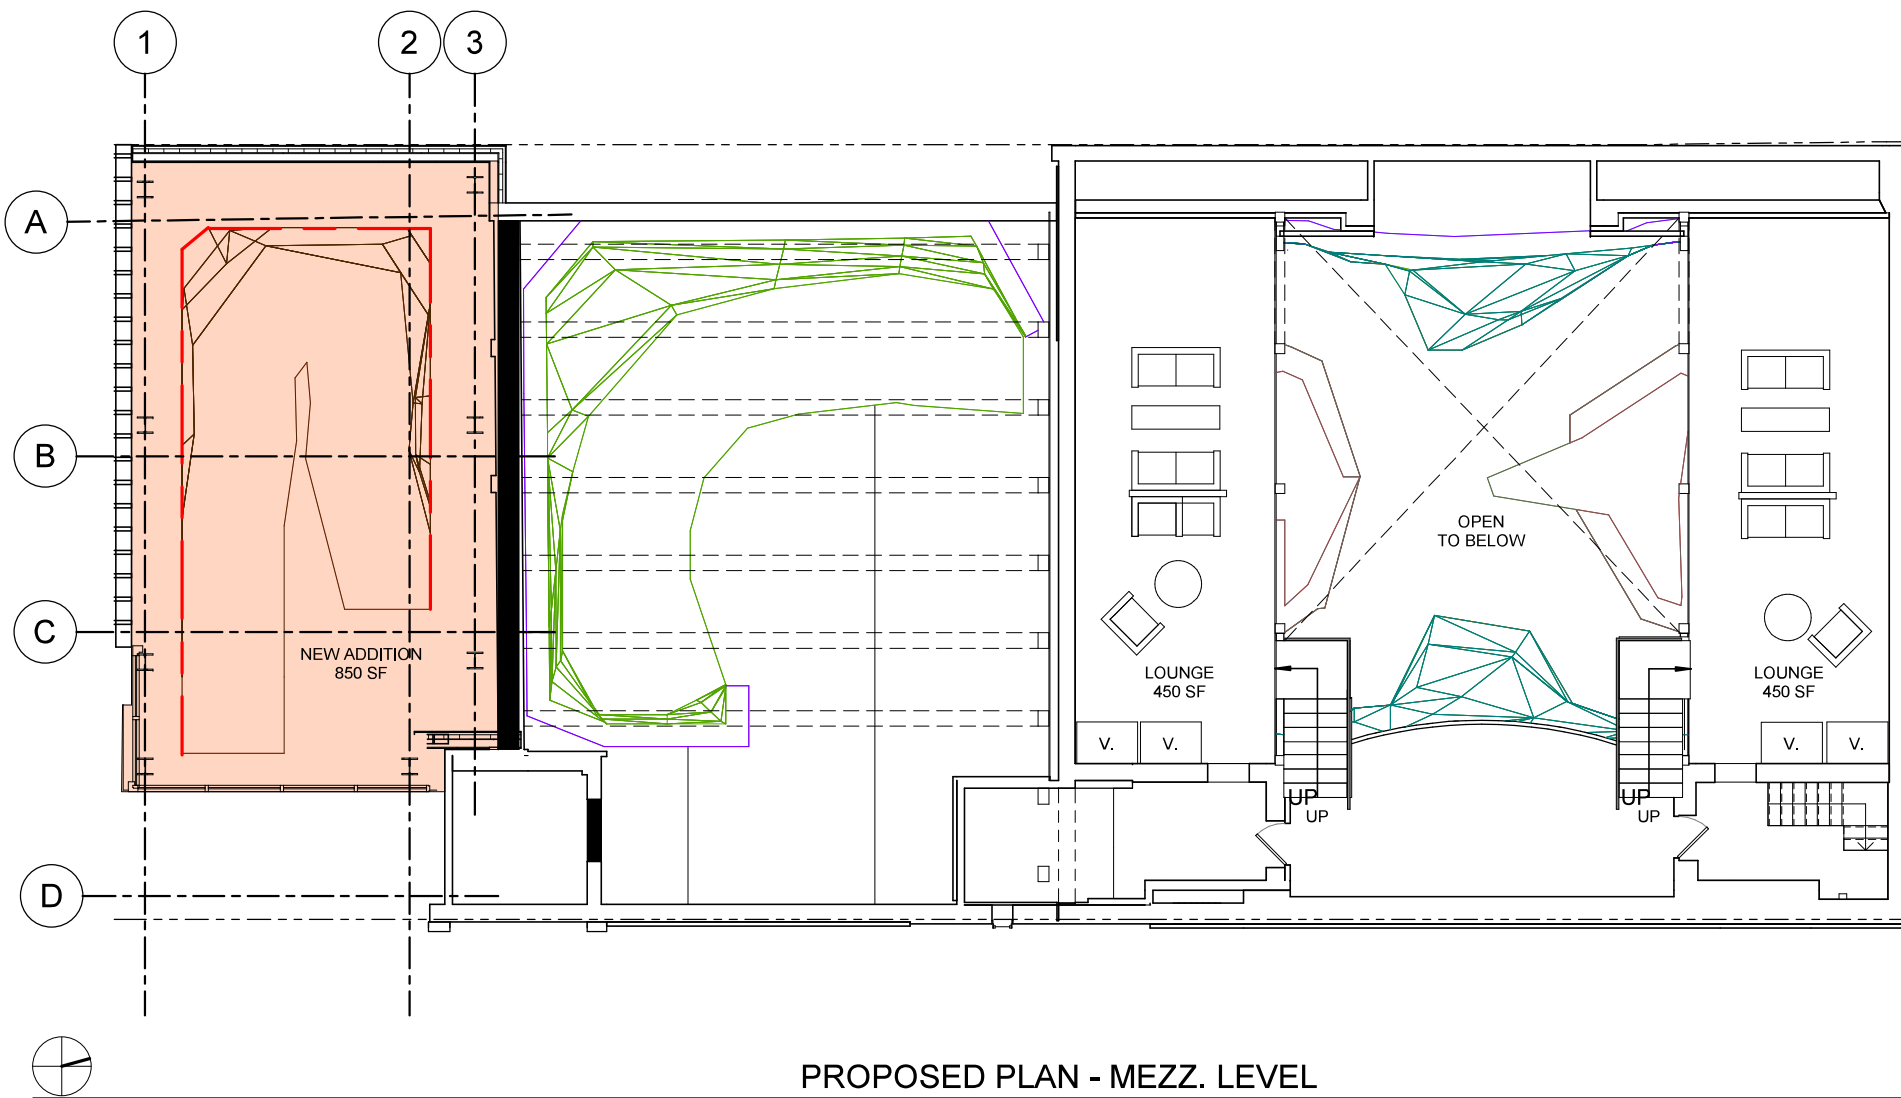 1
2
3
A
B
C
D
NEW ADDITION
850 SF
OPEN
TO BELOW
LOUNGE
450 SF
LOUNGE
450 SF
V.
V.
V.
V.
UP
UP
UP
UP
PROPOSED PLAN - MEZZ. LEVEL